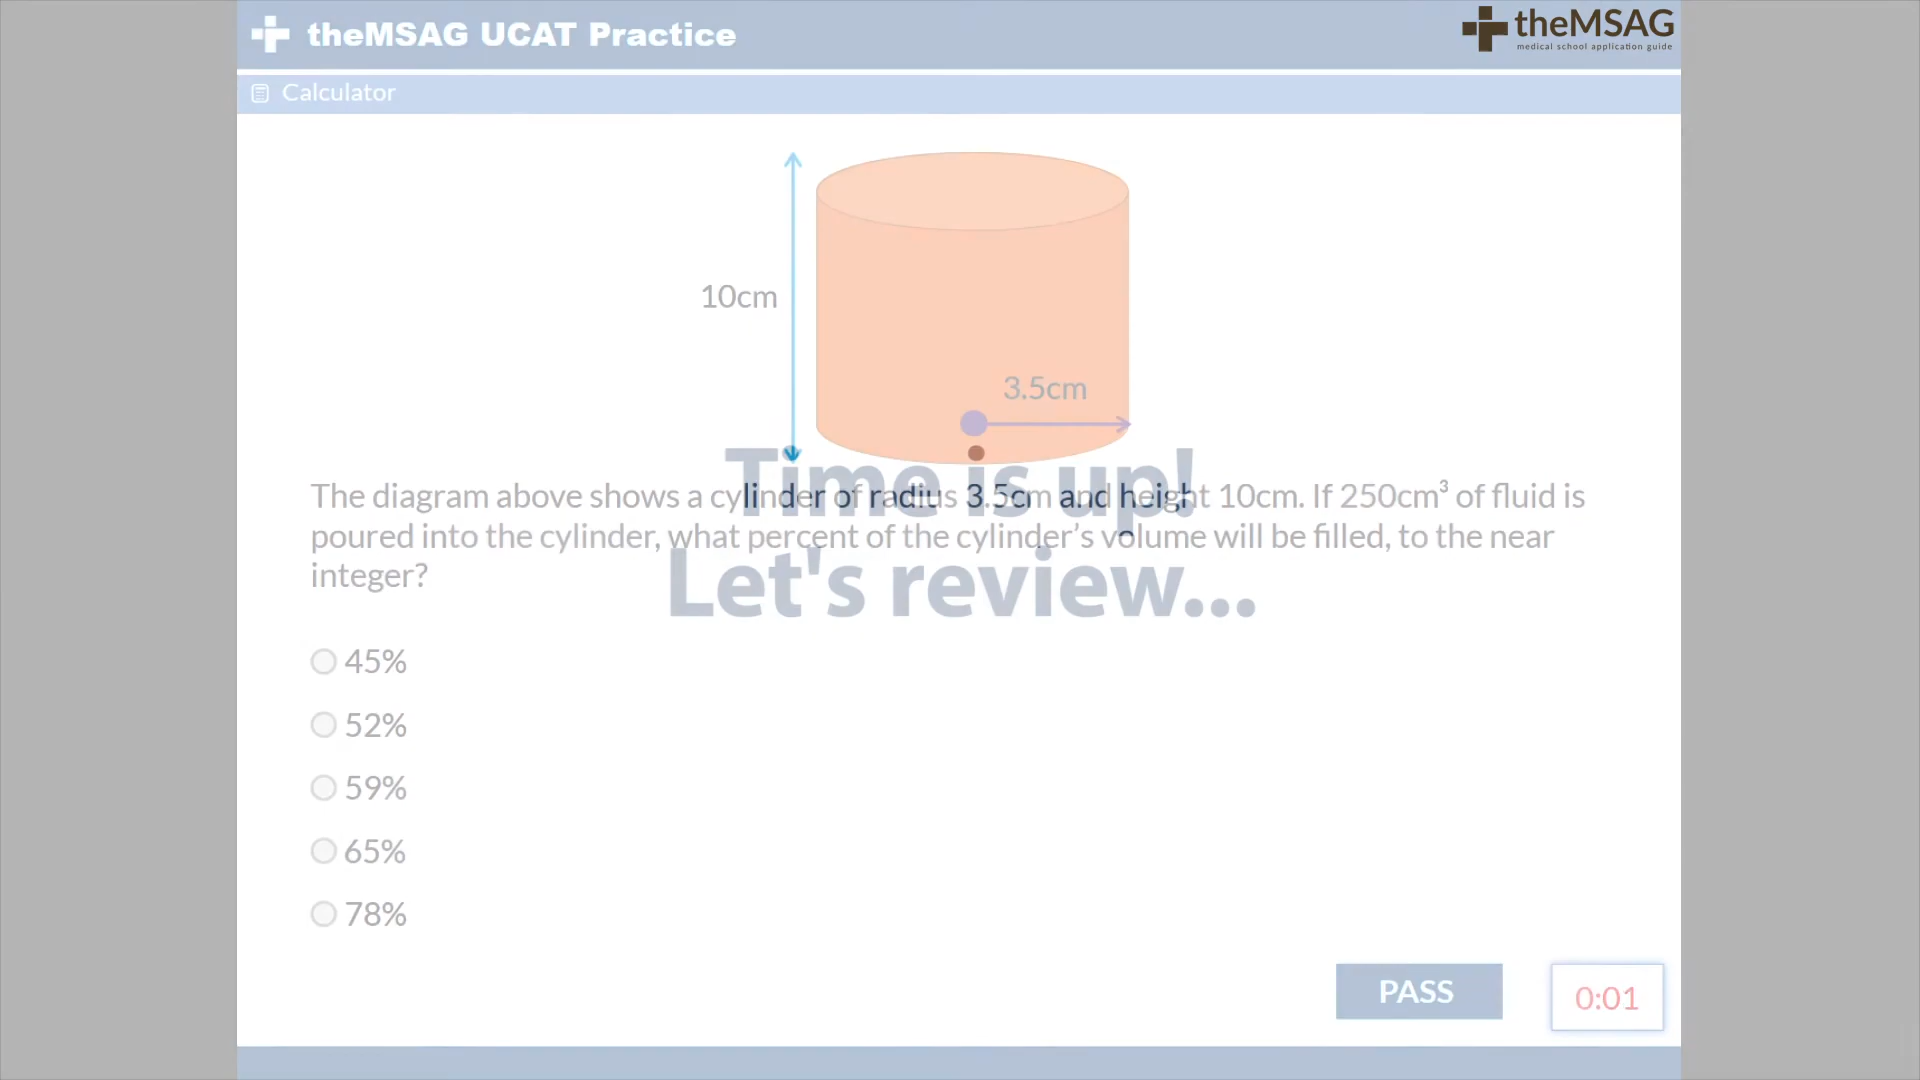 theMSAG UCAT Practice
theMSAG
medical school application guide
Calculator
10cm
3.5cm
The diagram above shows a cylinder of radius 3.5cm and height 10cm. If 250cm³ of fluid is
poured into the cylinder, what percent of the cylinder’s volume will be filled, to the near
integer?
Time is up!
Let's review...
45%
52%
59%
65%
78%
PASS
0:01